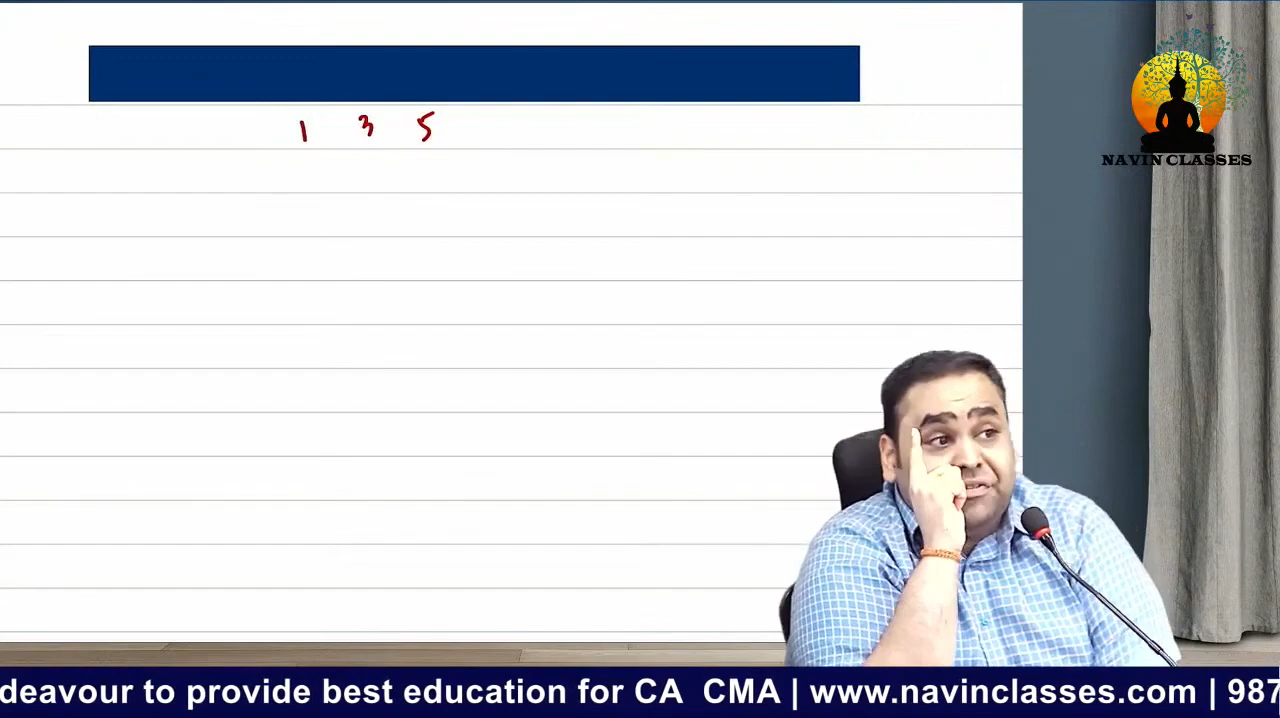 1 3 5
NAVIN CLASSES
deavour to provide best education for CA CMA | www.navinclasses.com | 987